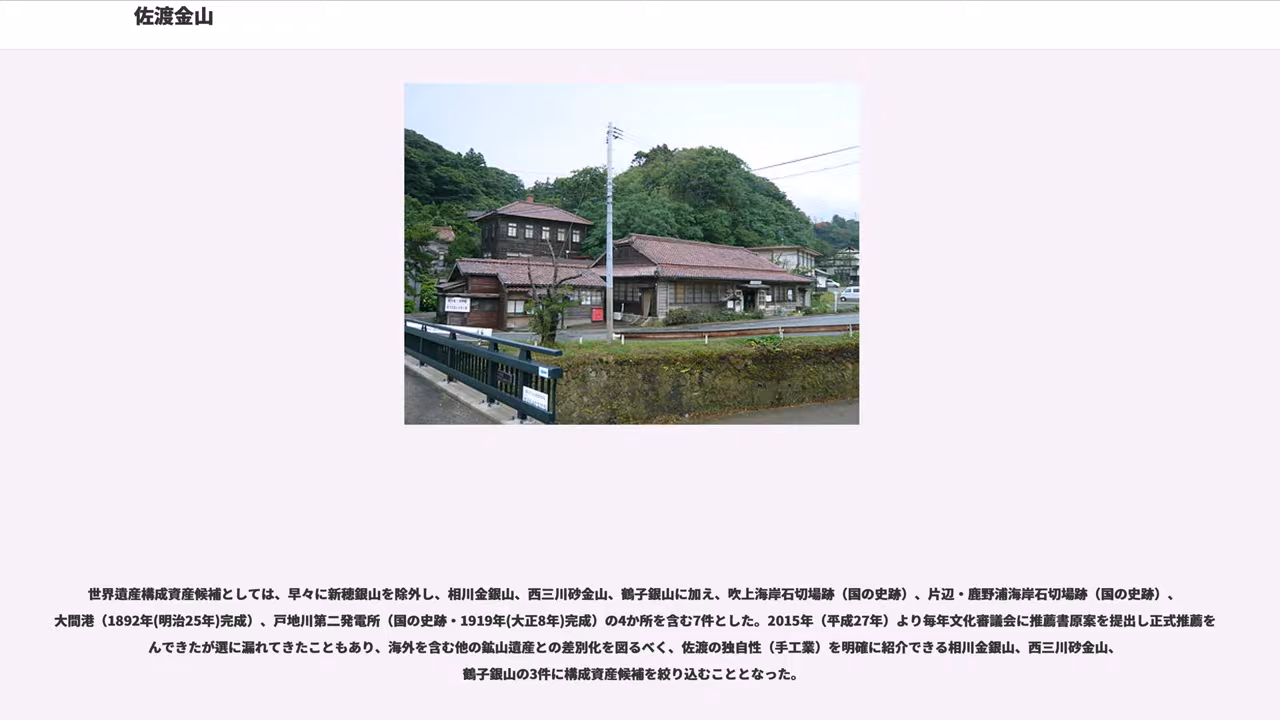 佐渡金山
世界遺産構成資産候補としては、早々に新穂銀山を除外し、相川金銀山、西三川砂金山、鶴子銀山に加え、吹上海岸石切場跡（国の史跡）、片辺・鹿野浦海岸石切場跡（国の史跡）、
大間港（1892年(明治25年)完成）、戸地川第二発電所（国の史跡・1919年(大正8年)完成）の4か所を含む7件とした。2015年（平成27年）より毎年文化審議会に推薦書原案を提出し正式推薦を
んできたが選に漏れてきたこともあり、海外を含む他の鉱山遺産との差別化を図るべく、佐渡の独自性（手工業）を明確に紹介できる相川金銀山、西三川砂金山、
鶴子銀山の3件に構成資産候補を絞り込むこととなった。